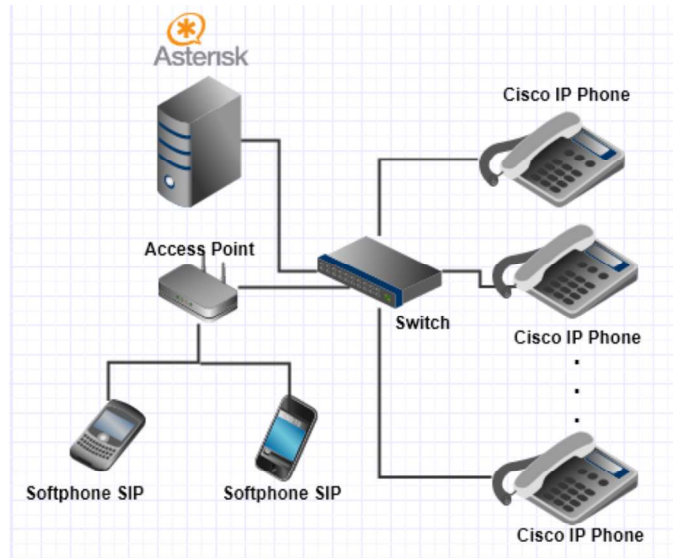 Asterisk
Cisco IP Phone
Access Point
Switch
Cisco IP Phone
Softphone SIP
Softphone SIP
Cisco IP Phone